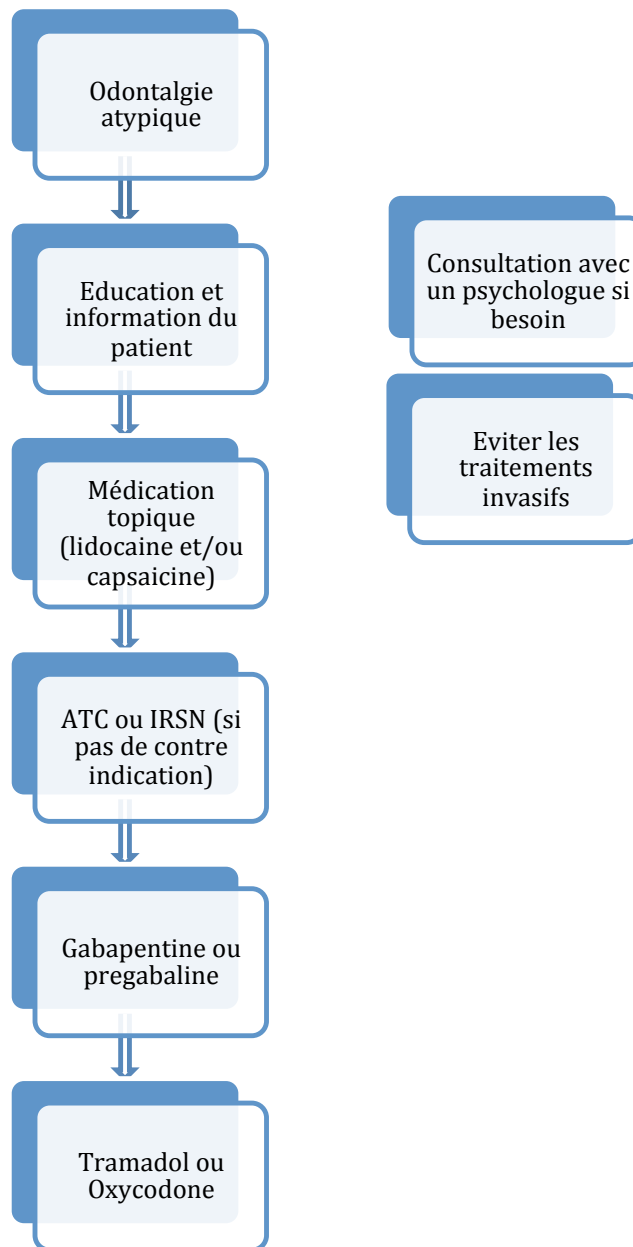 Odontalgie
atypique
Education et
information du
patient
Médication
topique
(lidocaine et/ou
capsaicine)
ATC ou IRSN (si
pas de contre
indication)
Gabapentine ou
pregabaline
Tramadol ou
Oxycodone
Consultation avec
un psychologue si
besoin
Eviter les
traitements
invasifs